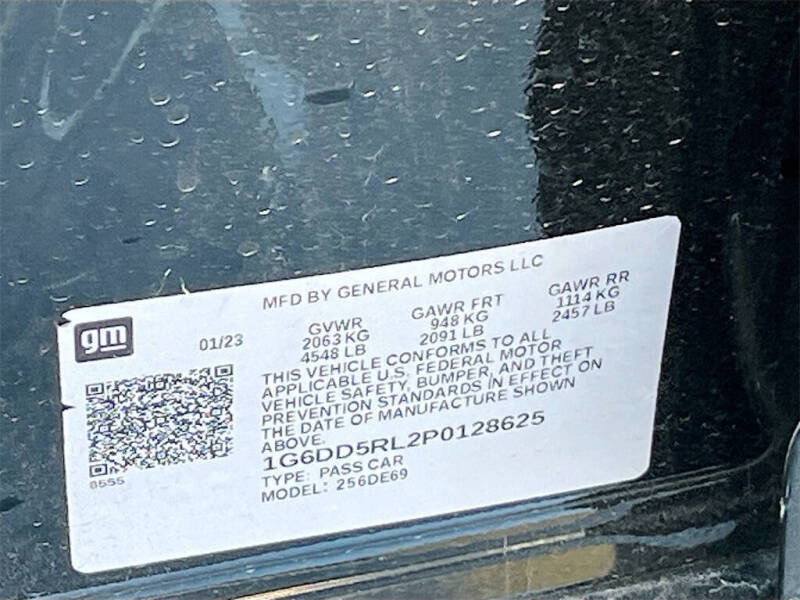 MFD BY GENERAL MOTORS LLC
gm
01/23
GVWR
2063 KG
4548 LB
GAWR FRT
948 KG
2091 LB
GAWR RR
1114 KG
2457 LB
THIS VEHICLE CONFORMS TO ALL
APPLICABLE U.S. FEDERAL MOTOR
VEHICLE SAFETY, BUMPER, AND THEFT
PREVENTION STANDARDS IN EFFECT ON
THE DATE OF MANUFACTURE SHOWN
ABOVE.
1G6DD5RL2P0128625
TYPE: PASS CAR
MODEL: 256DE69
8555